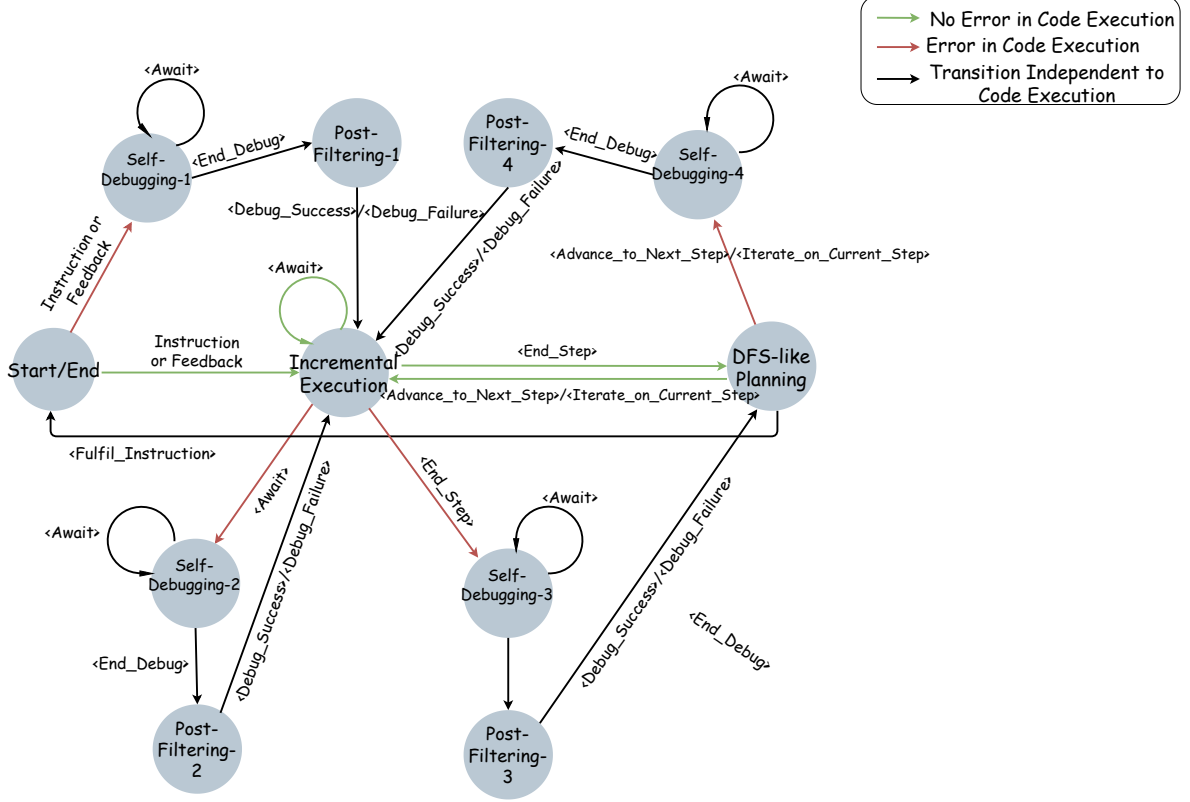 No Error in Code Execution
Error in Code Execution
Transition Independent to
Code Execution
<Await>
<Await>
Post-
Filtering-1
Post-
Filtering-
4
<End_Debug>
<End_Debug>
Self-
Debugging-1
Self-
Debugging-4
<Debug_Success>/<Debug_Failure>
<Debug_Success>/<Debug_Failure>
Instruction or
Feedback
<Advance_to_Next_Step>/<Iterate_on_Current_Step>
<Await>
Instruction
or Feedback
<End_Step>
Start/End
Incremental
Execution
DFS-like
Planning
<Advance_to_Next_Step>/<Iterate_on_Current_Step>
<Fulfil_Instruction>
<Await>
<End_Step>
<Await>
<Await>
Self-
Debugging-2
<Debug_Success>/<Debug_Failure>
Self-
Debugging-3
<Debug_Success>/<Debug_Failure>
<End_Debug>
<End_Debug>
Post-
Filtering-
2
Post-
Filtering-
3